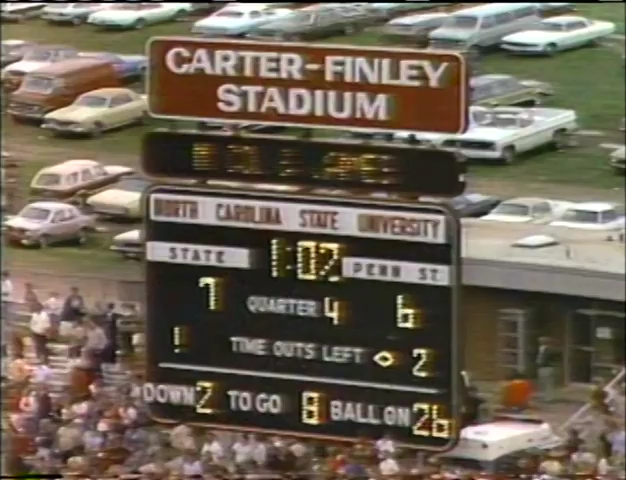 CARTER-FINLEY
STADIUM
NORTH CAROLINA STATE UNIVERSITY
STATE 1:02 PENN ST.
7 QUARTER 4 6
1 TIME OUTS LEFT 2
DOWN 2 TO GO 8 BALL ON 26